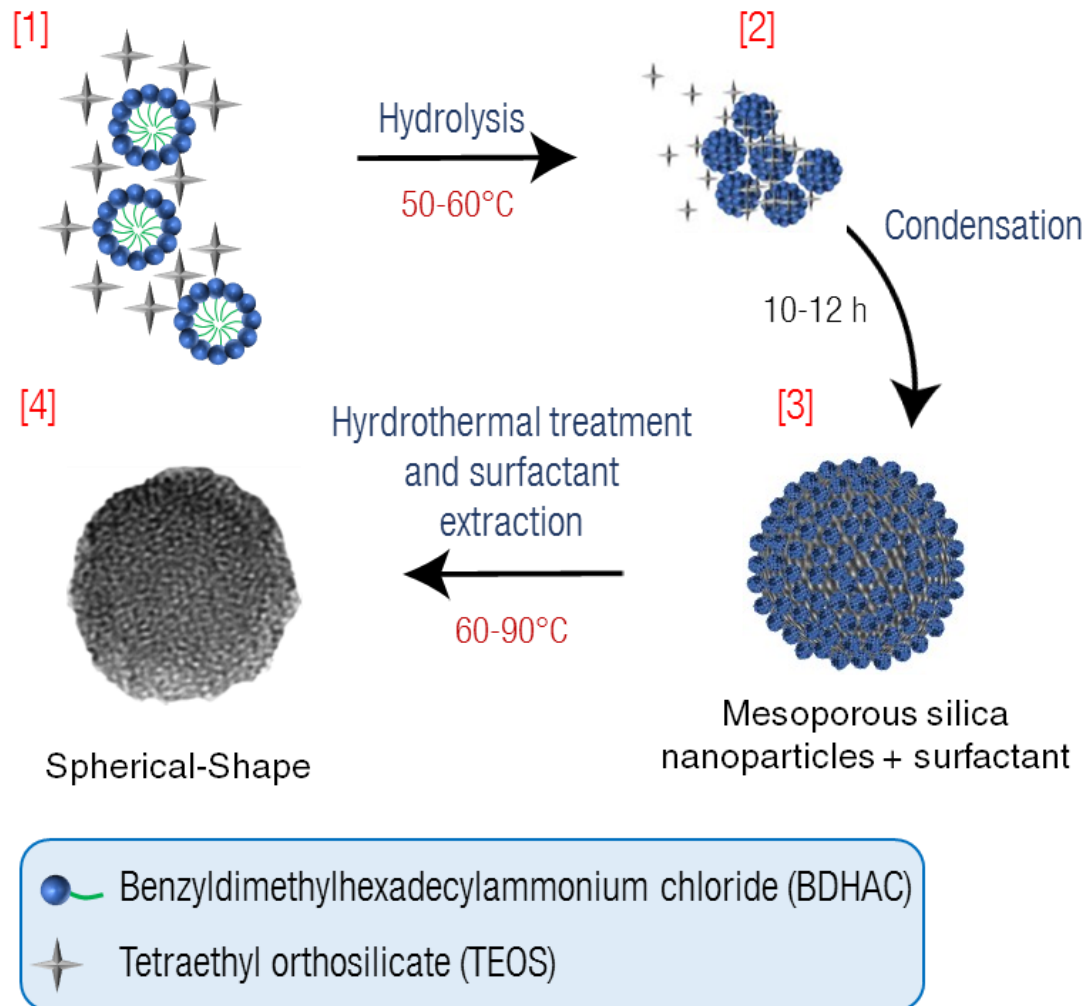 [1]
[2]
Hydrolysis
50-60°C
Condensation
10-12 h
[4]
[3]
Hyrdrothermal treatment
and surfactant
extraction
60-90°C
Mesoporous silica
nanoparticles + surfactant
Spherical-Shape
Benzyldimethylhexadecylammonium chloride (BDHAC)
Tetraethyl orthosilicate (TEOS)